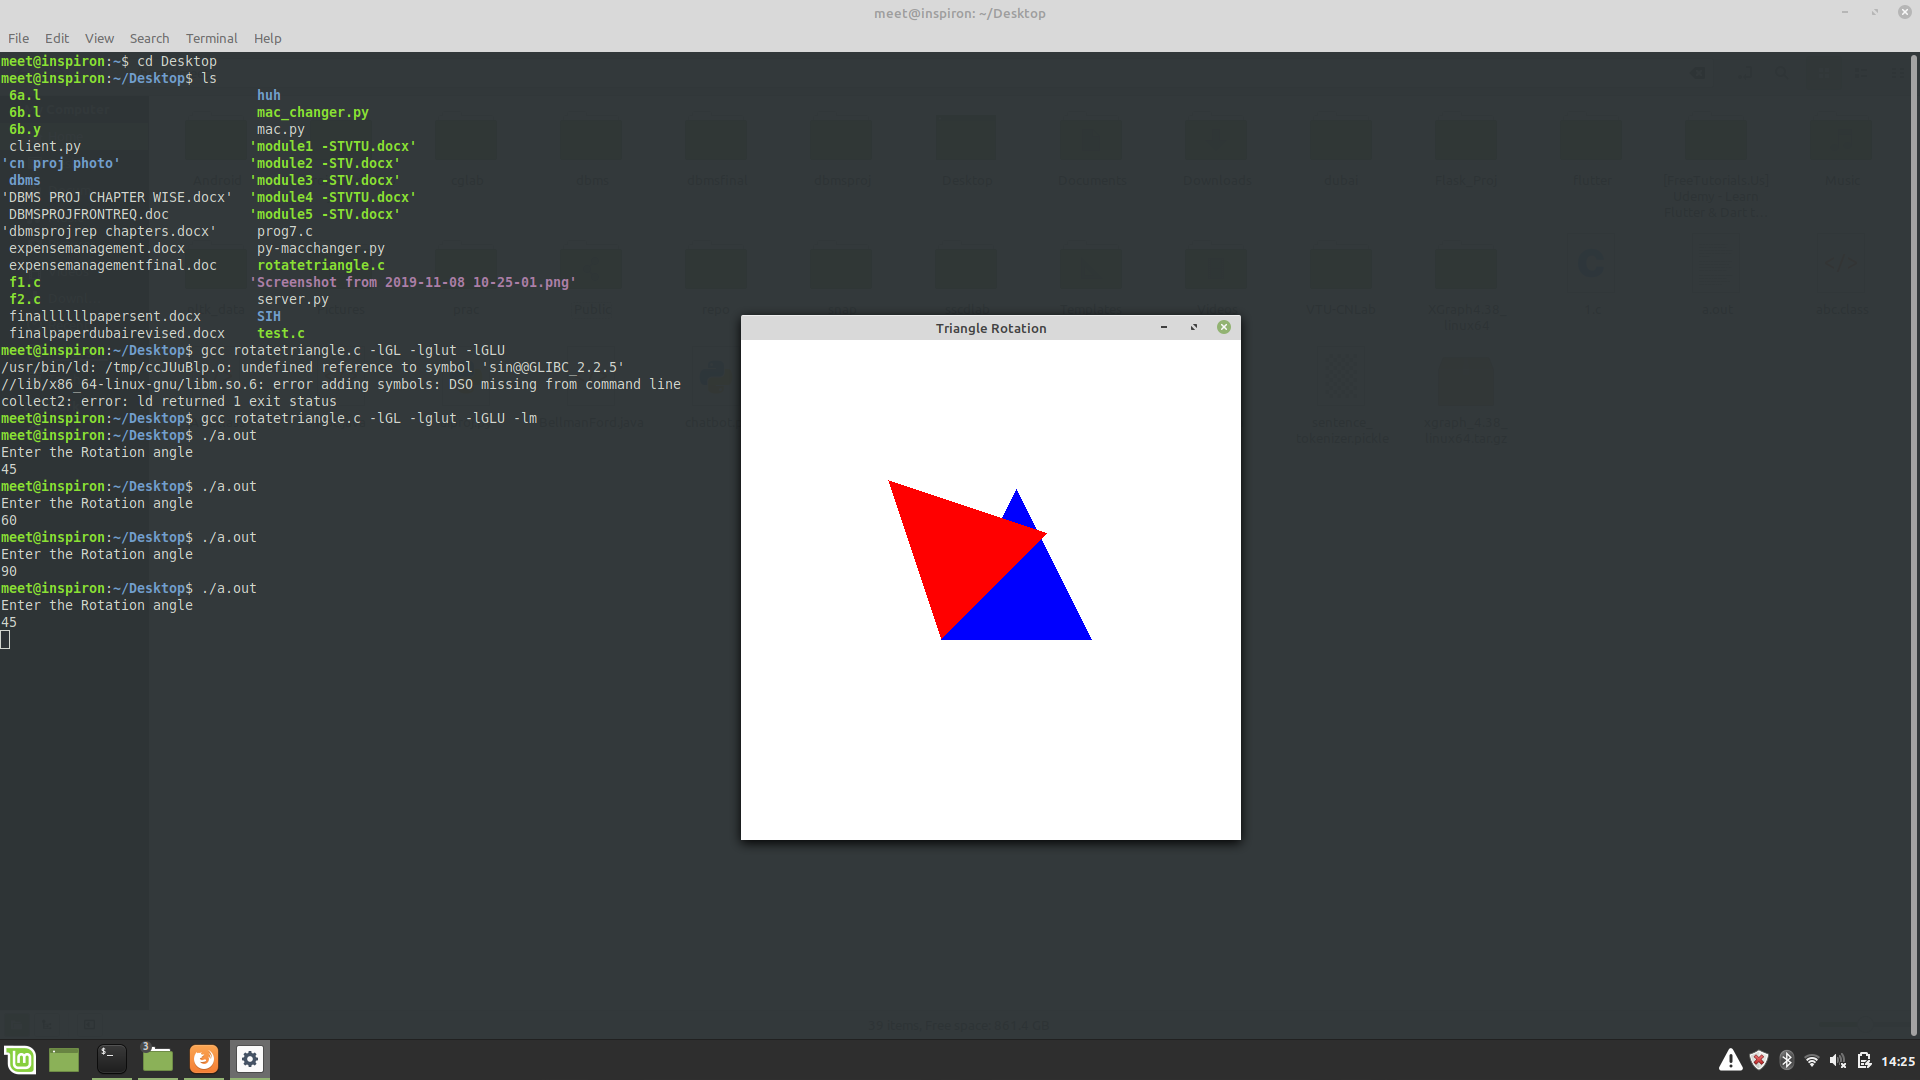 meet@inspiron: ~/Desktop
File Edit View Search Terminal Help
meet@inspiron:~$ cd Desktop
meet@inspiron:~/Desktop$ ls
6a.l huh
6b.l mac_changer.py
6b.y mac.py
client.py 'module1 -STVTU.docx'
'cn proj photo' 'module2 -STV.docx'
dbms 'module3 -STV.docx'
'DBMS PROJ CHAPTER WISE.docx' 'module4 -STVTU.docx'
DBMSPROJFRONTREQ.doc 'module5 -STV.docx'
'dbmsprojrep chapters.docx' prog7.c
expensemanagement.docx py-macchanger.py
expensemanagementfinal.doc rotatetriangle.c
f1.c 'Screenshot from 2019-11-08 10-25-01.png'
f2.c server.py
finallllllpapersent.docx SIH
finalpaperdubairevised.docx test.c
meet@inspiron:~/Desktop$ gcc rotatetriangle.c -lGL -lglut -lGLU
/usr/bin/ld: /tmp/ccJUuBlp.o: undefined reference to symbol 'sin@@GLIBC_2.2.5'
//lib/x86_64-linux-gnu/libm.so.6: error adding symbols: DSO missing from command line
collect2: error: ld returned 1 exit status
meet@inspiron:~/Desktop$ gcc rotatetriangle.c -lGL -lglut -lGLU -lm
meet@inspiron:~/Desktop$ ./a.out
Enter the Rotation angle
45
meet@inspiron:~/Desktop$ ./a.out
Enter the Rotation angle
60
meet@inspiron:~/Desktop$ ./a.out
Enter the Rotation angle
90
meet@inspiron:~/Desktop$ ./a.out
Enter the Rotation angle
45
Triangle Rotation
3
14:25